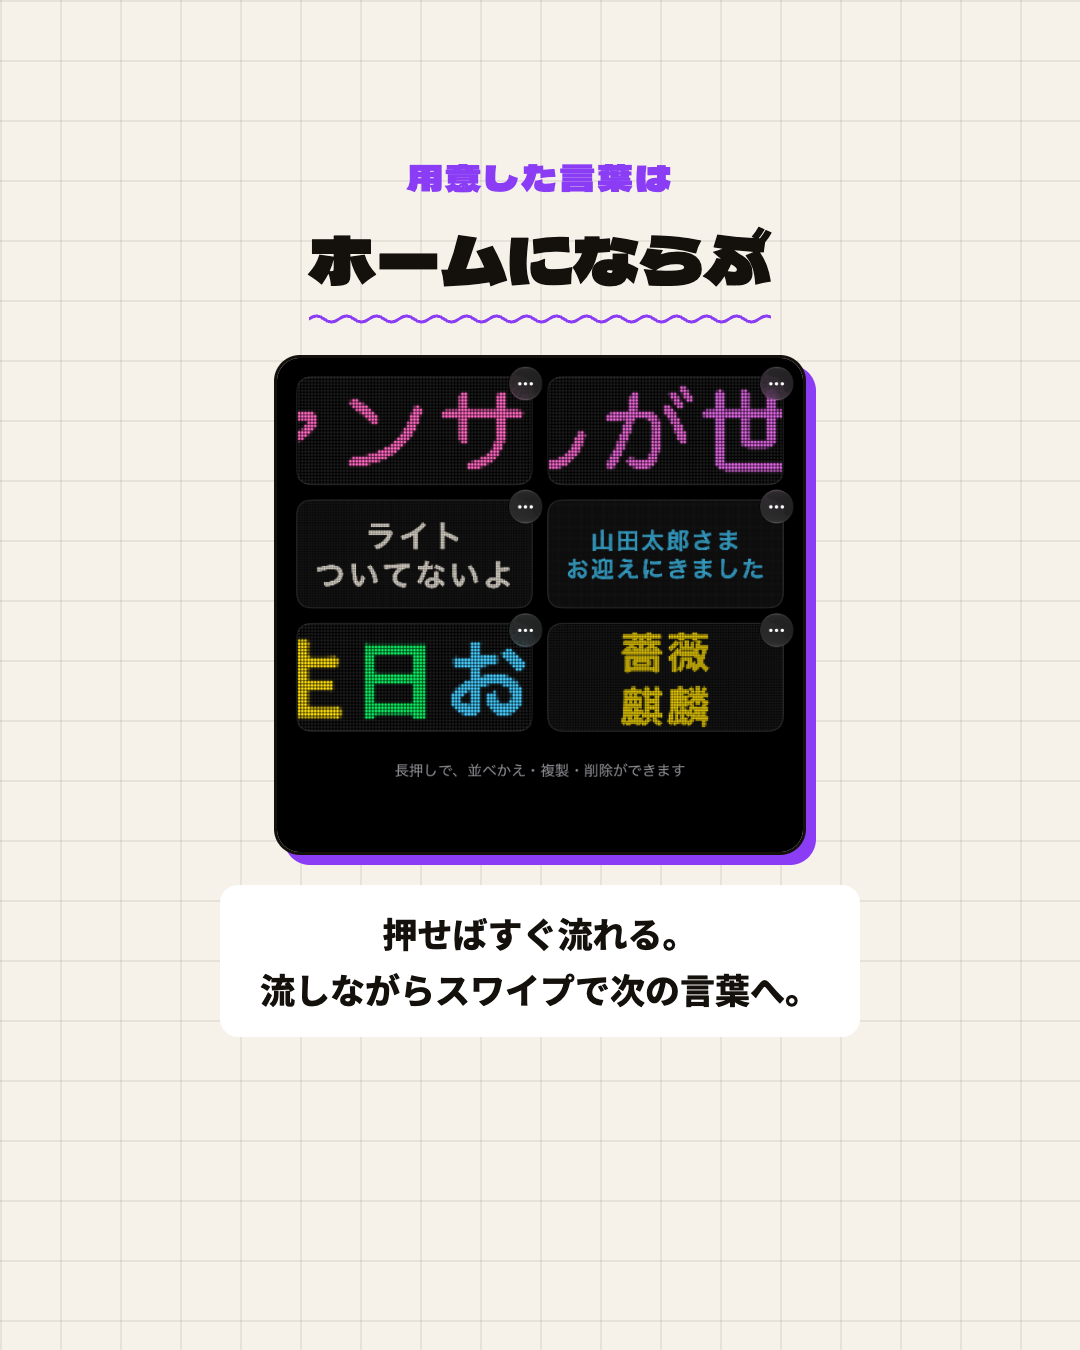 用意した言葉は
ホームにならぶ
ンサ
が世
ライト
ついてないよ
山田太郎さま
お迎えにきました
日お
薔薇
麒麟
長押しで、並べかえ・複製・削除ができます
押せばすぐ流れる。
流しながらスワイプで次の言葉へ。